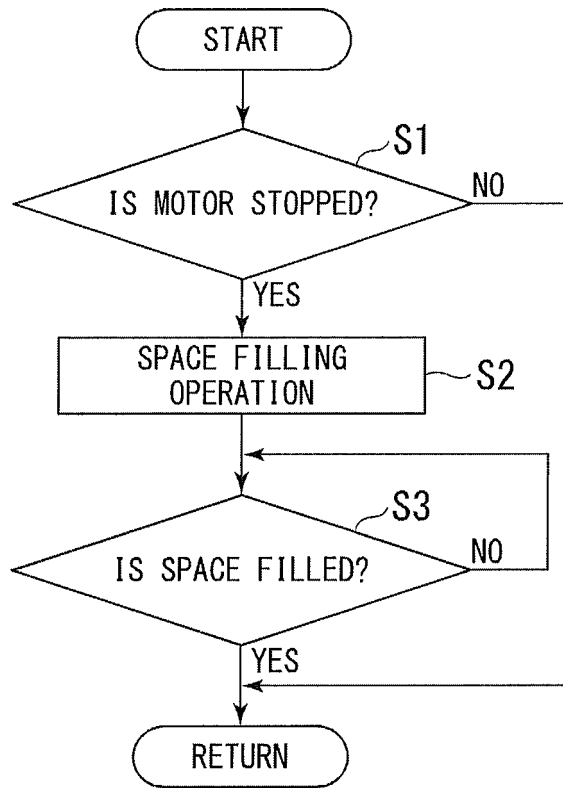 START
S1
IS MOTOR STOPPED?
NO
YES
SPACE FILLING
OPERATION
S2
S3
IS SPACE FILLED?
NO
YES
RETURN